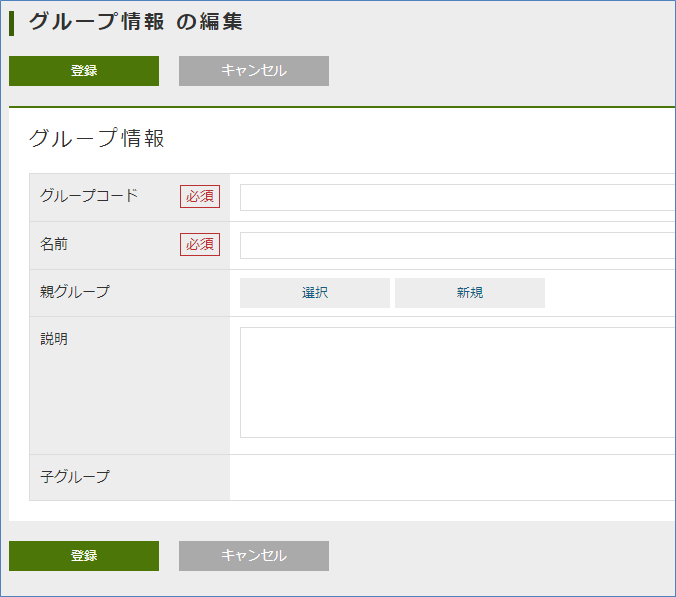 グループ情報 の編集
登録 キャンセル
グループ情報
グループコード 必須
名前 必須
親グループ 選択 新規
説明
子グループ
登録 キャンセル